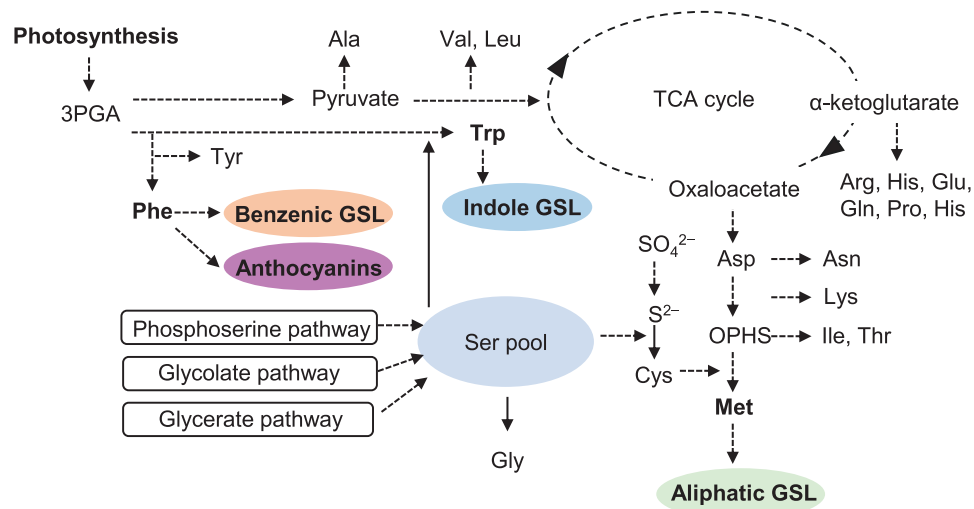 Photosynthesis
Ala
Val, Leu
3PGA
Pyruvate
TCA cycle
α-ketoglutarate
Trp
Tyr
Phe
Benzenic GSL
Indole GSL
Oxaloacetate
Arg, His, Glu,
Gln, Pro, His
Anthocyanins
SO₄²⁻
Asp
Asn
Lys
Phosphoserine pathway
Ser pool
S²⁻
OPHS
Ile, Thr
Glycolate pathway
Cys
Glycerate pathway
Met
Gly
Aliphatic GSL